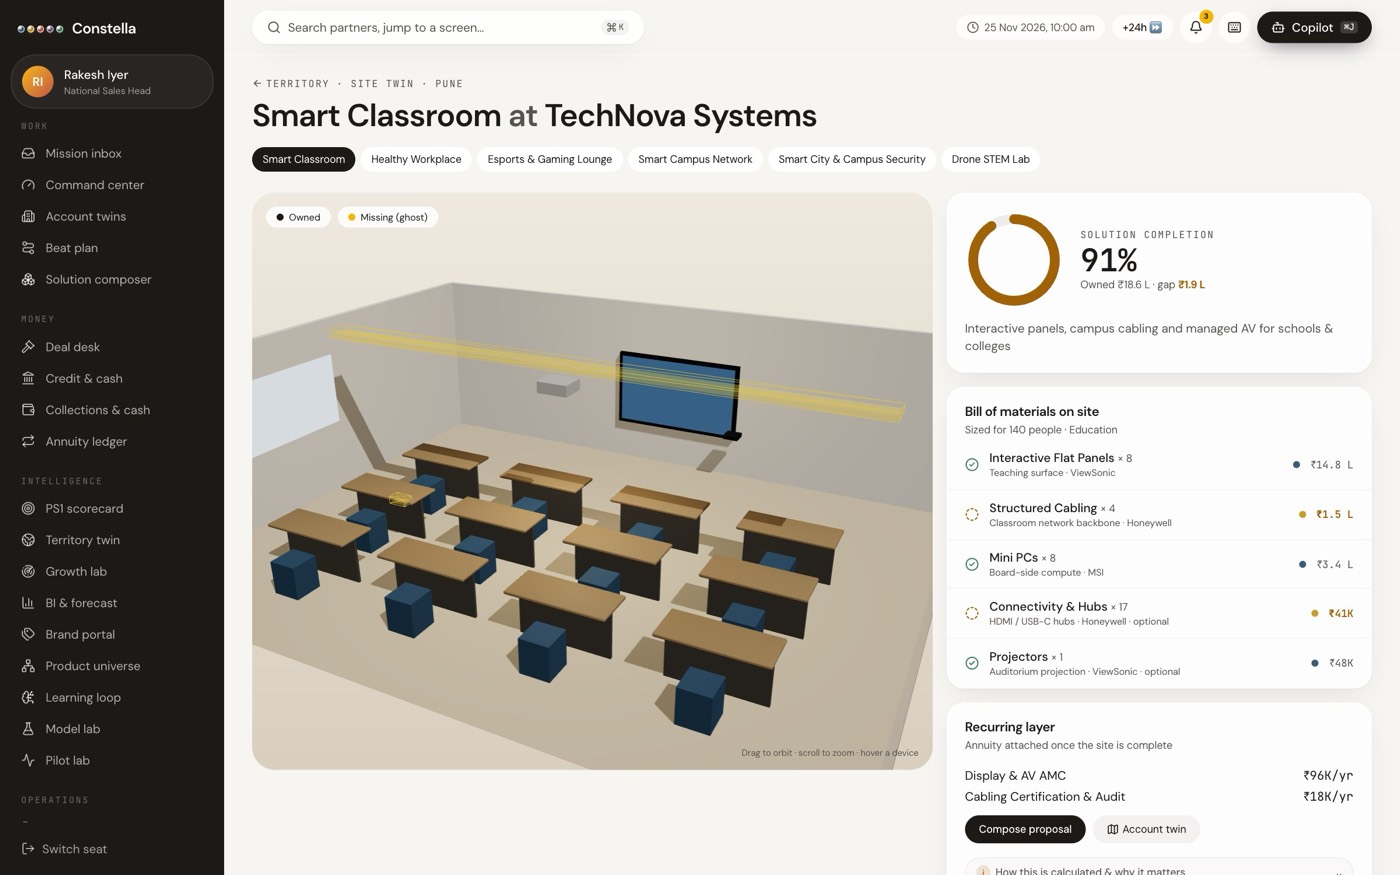 Constella
RI
Rakesh Iyer
National Sales Head
WORK
Mission inbox
Command center
Account twins
Beat plan
Solution composer
MONEY
Deal desk
Credit & cash
Collections & cash
Annuity ledger
INTELLIGENCE
PS1 scorecard
Territory twin
Growth lab
BI & forecast
Brand portal
Product universe
Learning loop
Model lab
Pilot lab
OPERATIONS
Switch seat
Search partners, jump to a screen...
⌘K
25 Nov 2026, 10:00 am
+24h ⏩
3
Copilot ⌘J
← TERRITORY · SITE TWIN · PUNE
Smart Classroom at TechNova Systems
Smart Classroom
Healthy Workplace
Esports & Gaming Lounge
Smart Campus Network
Smart City & Campus Security
Drone STEM Lab
Owned
Missing (ghost)
Drag to orbit · scroll to zoom · hover a device
SOLUTION COMPLETION
91%
Owned ₹18.6 L · gap ₹1.9 L
Interactive panels, campus cabling and managed AV for schools &
colleges
Bill of materials on site
Sized for 140 people · Education
Interactive Flat Panels × 8
Teaching surface · ViewSonic
₹14.8 L
Structured Cabling × 4
Classroom network backbone · Honeywell
₹1.5 L
Mini PCs × 8
Board-side compute · MSI
₹3.4 L
Connectivity & Hubs × 17
HDMI / USB-C hubs · Honeywell · optional
₹41K
Projectors × 1
Auditorium projection · ViewSonic · optional
₹48K
Recurring layer
Annuity attached once the site is complete
Display & AV AMC ₹96K/yr
Cabling Certification & Audit ₹18K/yr
Compose proposal
Account twin
How this is calculated & why it matters